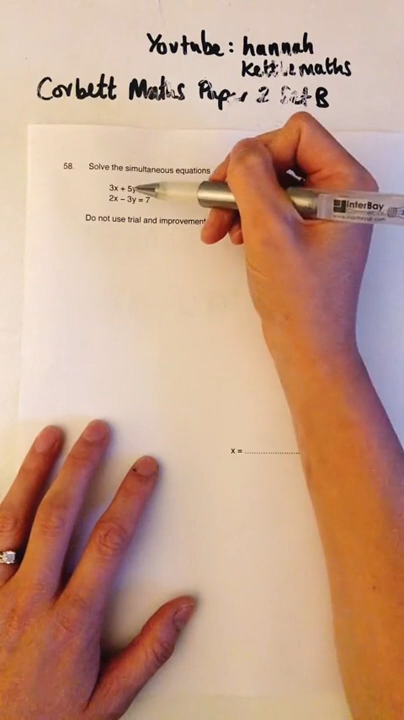 Youtube: hannah
kettlemaths
Corbett Maths Paper 2 Set B
58. Solve the simultaneous equations
3x + 5y
2x − 3y = 7
Do not use trial and improvement
x = ....................
InterBay